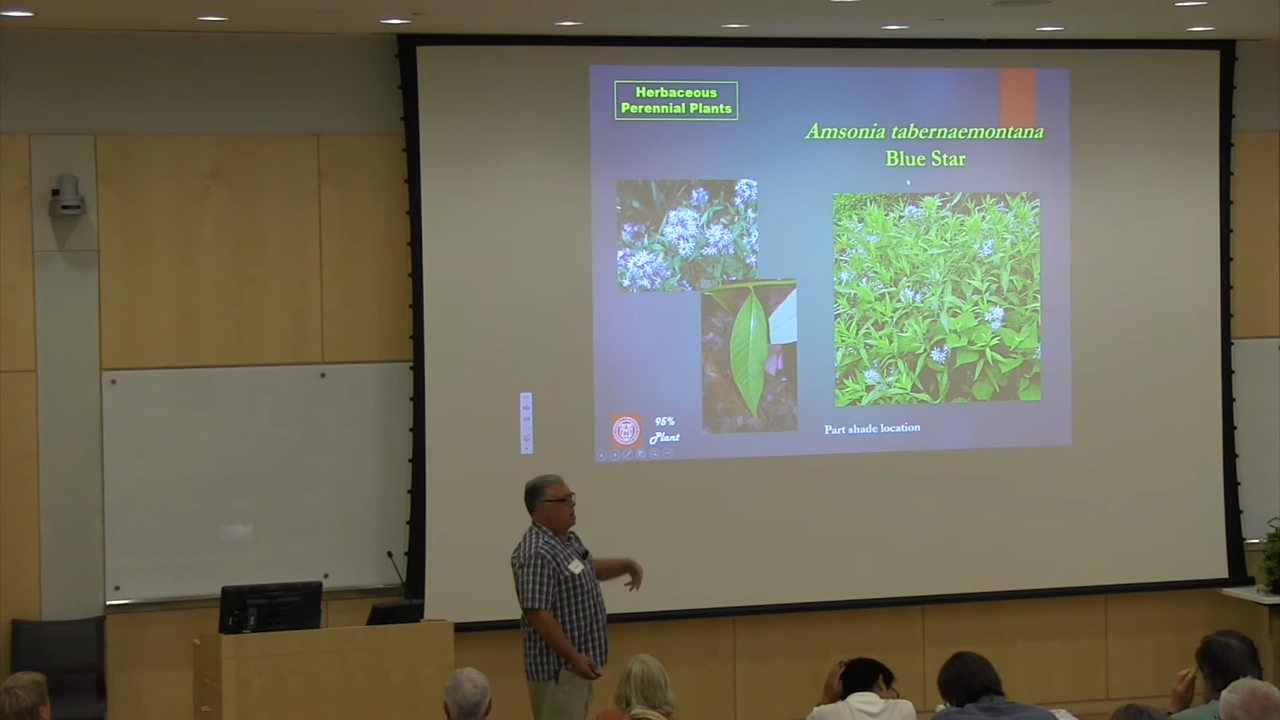 Herbaceous
Perennial Plants
Amsonia tabernaemontana
Blue Star
95%
Plant
Part shade location